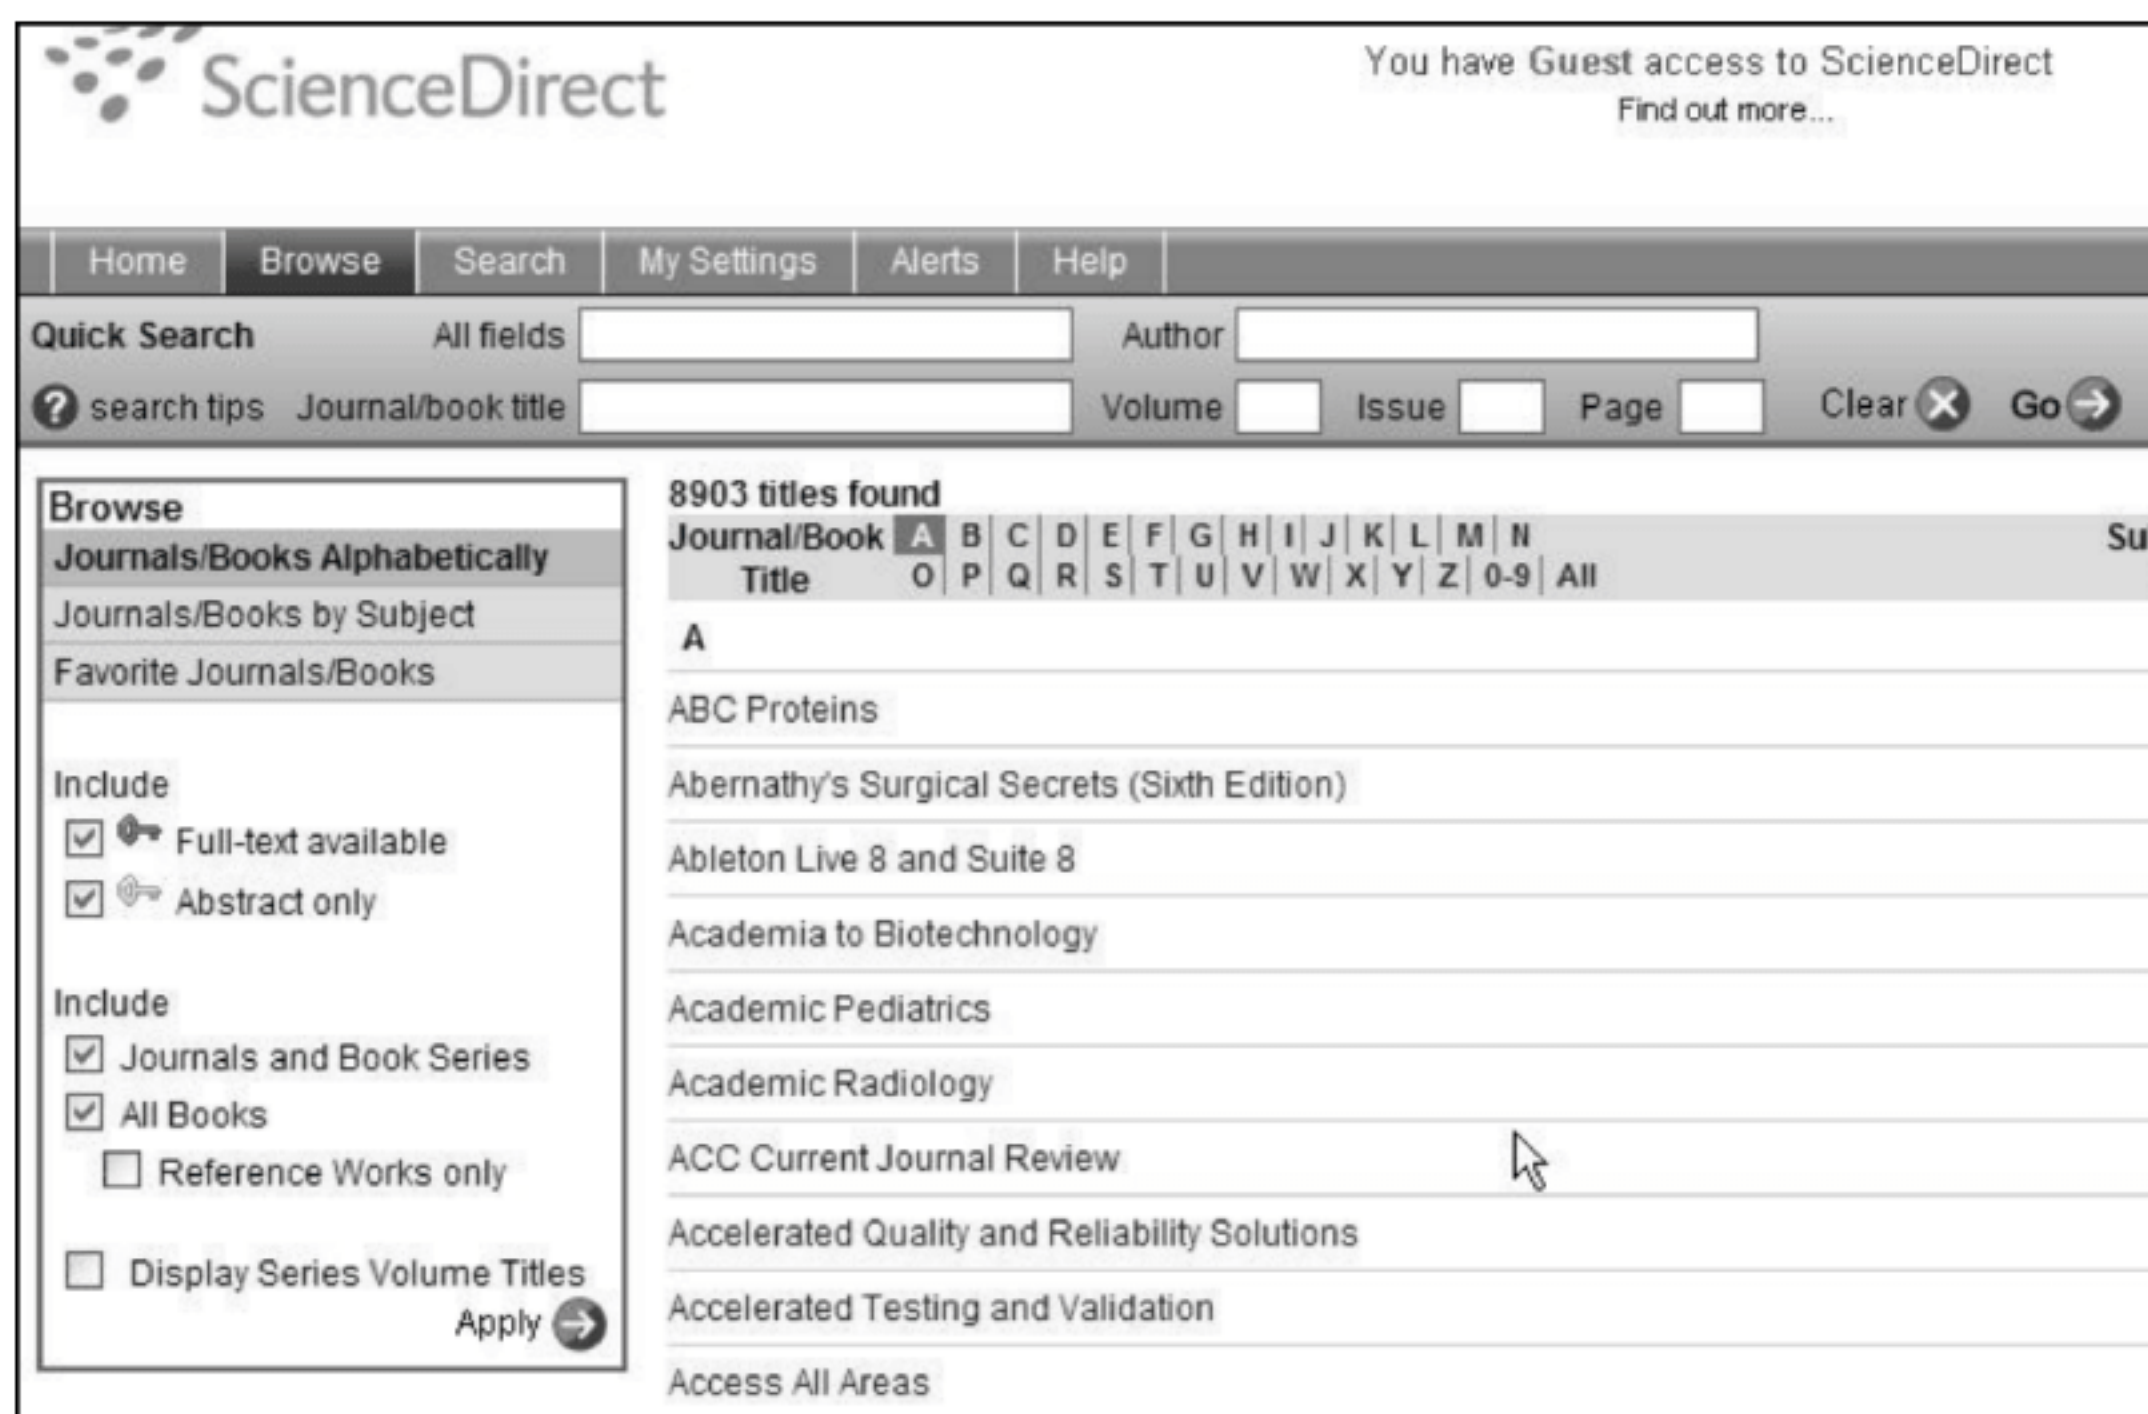 ScienceDirect
You have Guest access to ScienceDirect
Find out more...
Home Browse Search My Settings Alerts Help
Quick Search All fields Author
? search tips Journal/book title Volume Issue Page Clear Go
Browse
Journals/Books Alphabetically
Journals/Books by Subject
Favorite Journals/Books
Include
Full-text available
Abstract only
Include
Journals and Book Series
All Books
Reference Works only
Display Series Volume Titles
Apply
8903 titles found
Journal/Book A B C D E F G H I J K L M N
Title O P Q R S T U V W X Y Z 0-9 All
Su
A
ABC Proteins
Abernathy's Surgical Secrets (Sixth Edition)
Ableton Live 8 and Suite 8
Academia to Biotechnology
Academic Pediatrics
Academic Radiology
ACC Current Journal Review
Accelerated Quality and Reliability Solutions
Accelerated Testing and Validation
Access All Areas